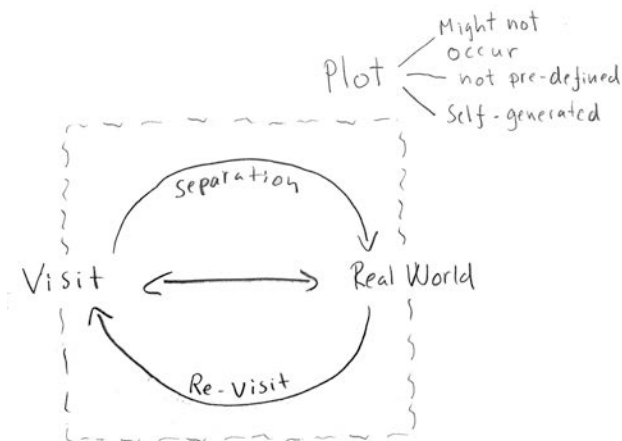 Might not
occur
Plot
not pre-defined
Self-generated
Separation
Visit
Real World
Re-Visit